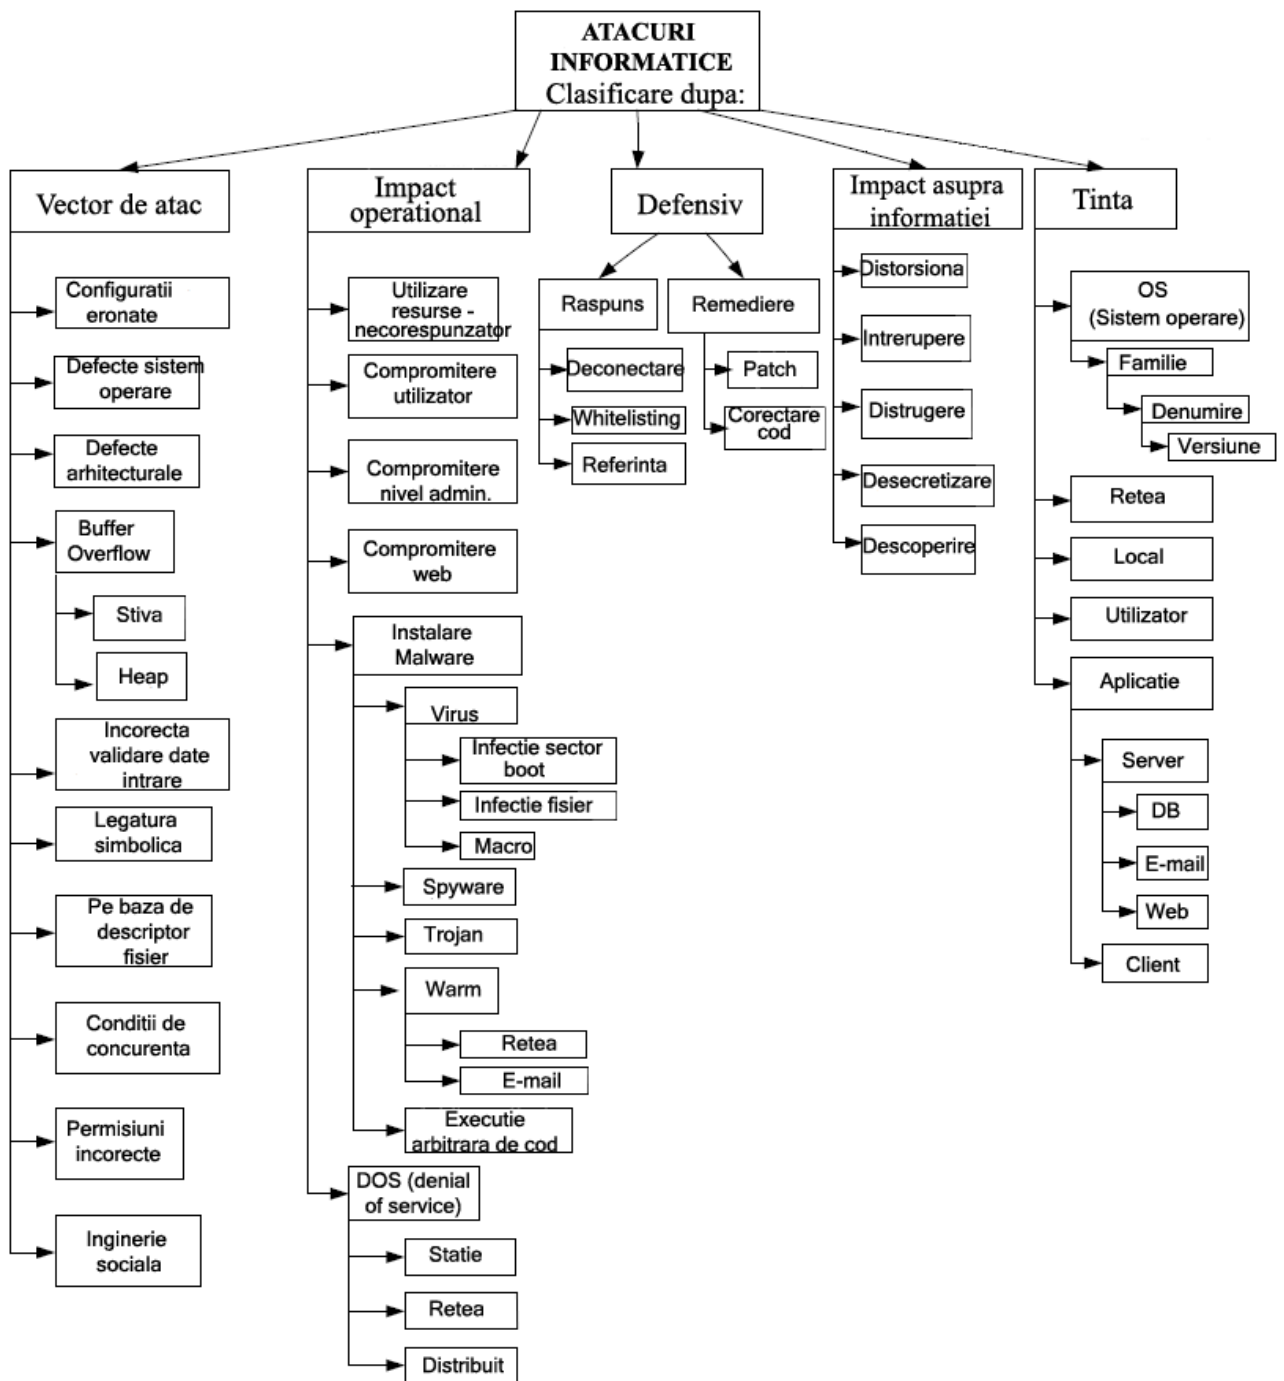 ATACURI
INFORMATICE
Clasificare dupa:
Vector de atac
Configuratii
eronate
Defecte sistem
operare
Defecte
arhitecturale
Buffer
Overflow
Stiva
Heap
Incorecta
validare date
intrare
Legatura
simbolica
Pe baza de
descriptor
fisier
Conditii de
concurenta
Permisiuni
incorecte
Inginerie
sociala
Impact
operational
Utilizare
resurse -
necorespunzator
Compromitere
utilizator
Compromitere
nivel admin.
Compromitere
web
Instalare
Malware
Virus
Infectie sector
boot
Infectie fisier
Macro
Spyware
Trojan
Warm
Retea
E-mail
Executie
arbitrara de cod
DOS (denial
of service)
Statie
Retea
Distribuit
Defensiv
Raspuns
Deconectare
Whitelisting
Referinta
Remediere
Patch
Corectare
cod
Impact asupra
informatiei
Distorsiona
Intrerupere
Distrugere
Desecretizare
Descoperire
Tinta
OS
(Sistem operare)
Familie
Denumire
Versiune
Retea
Local
Utilizator
Aplicatie
Server
DB
E-mail
Web
Client